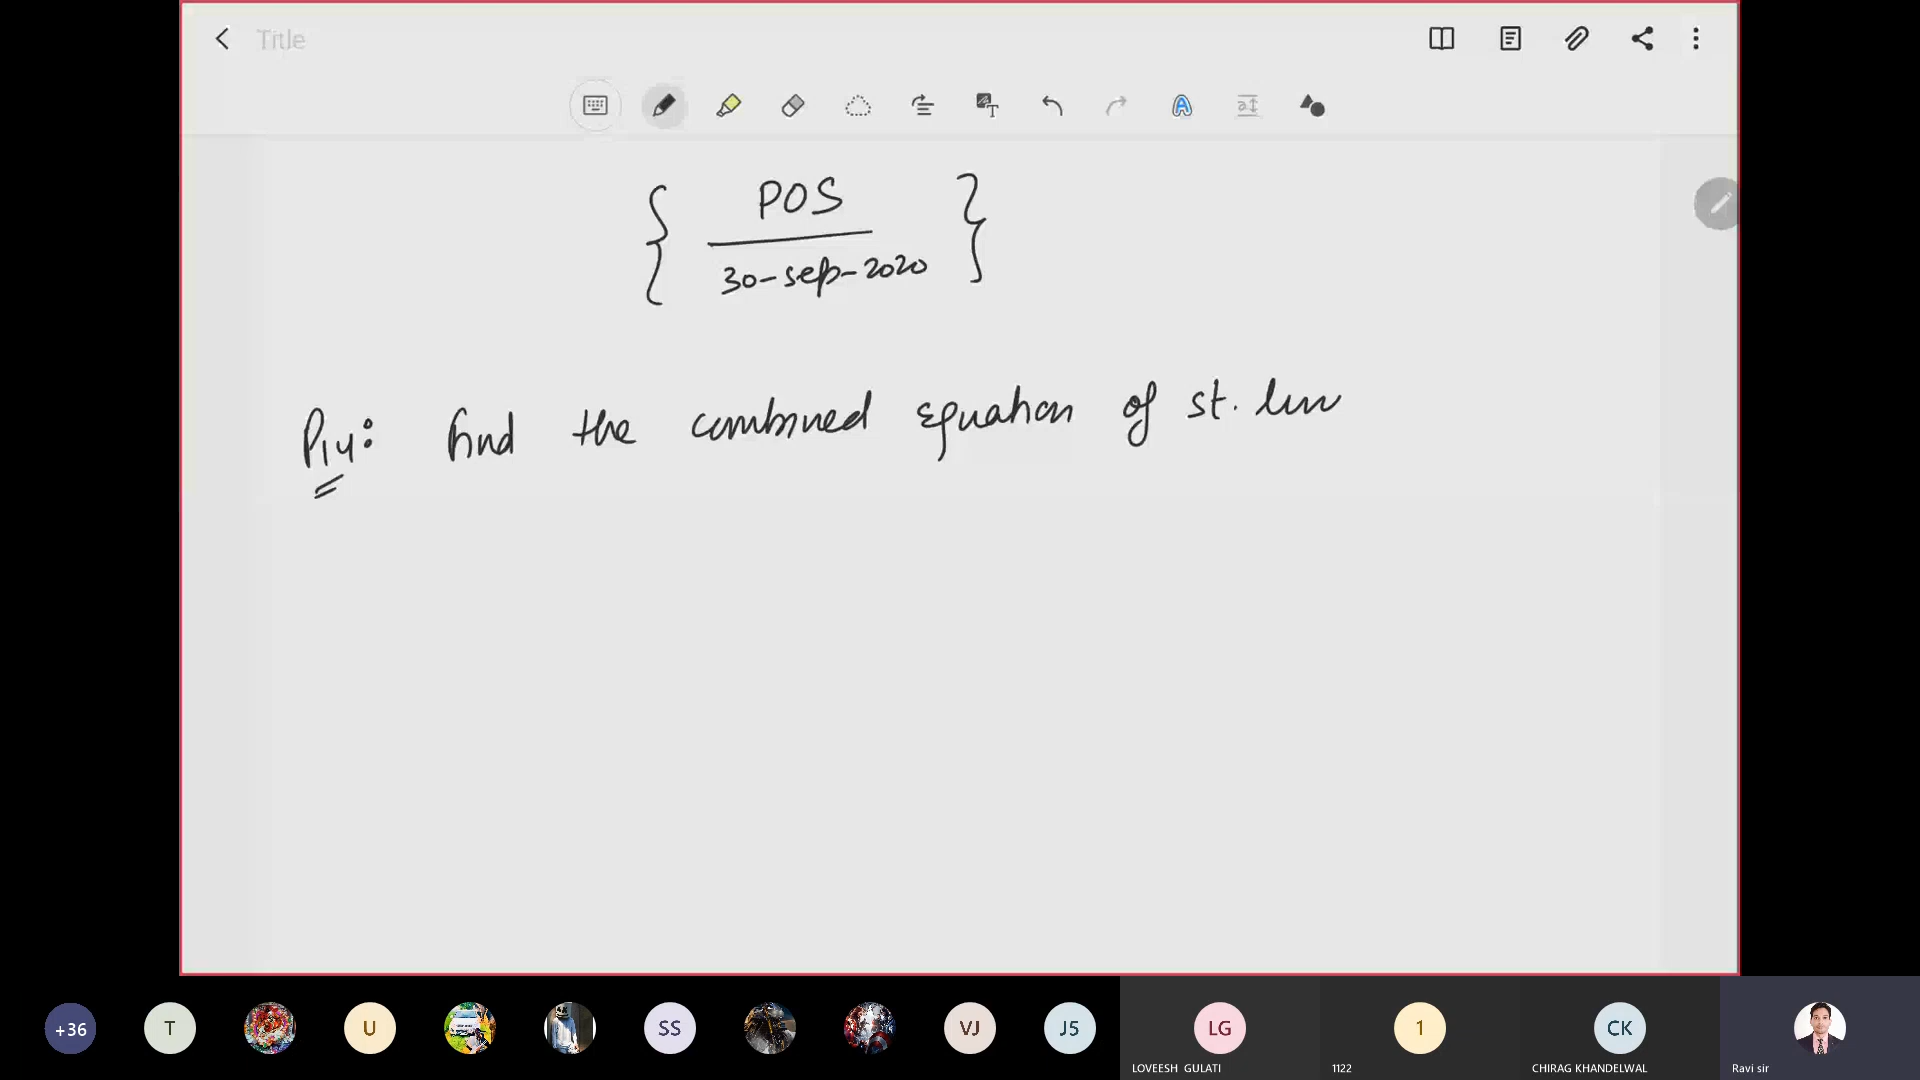 Title
{ POS }
30-sep-2020
P14: find the combined equation of st. line
+36 T U SS VJ J5 LG 1 CK
LOVEESH GULATI 1122 CHIRAG KHANDELWAL Ravi sir